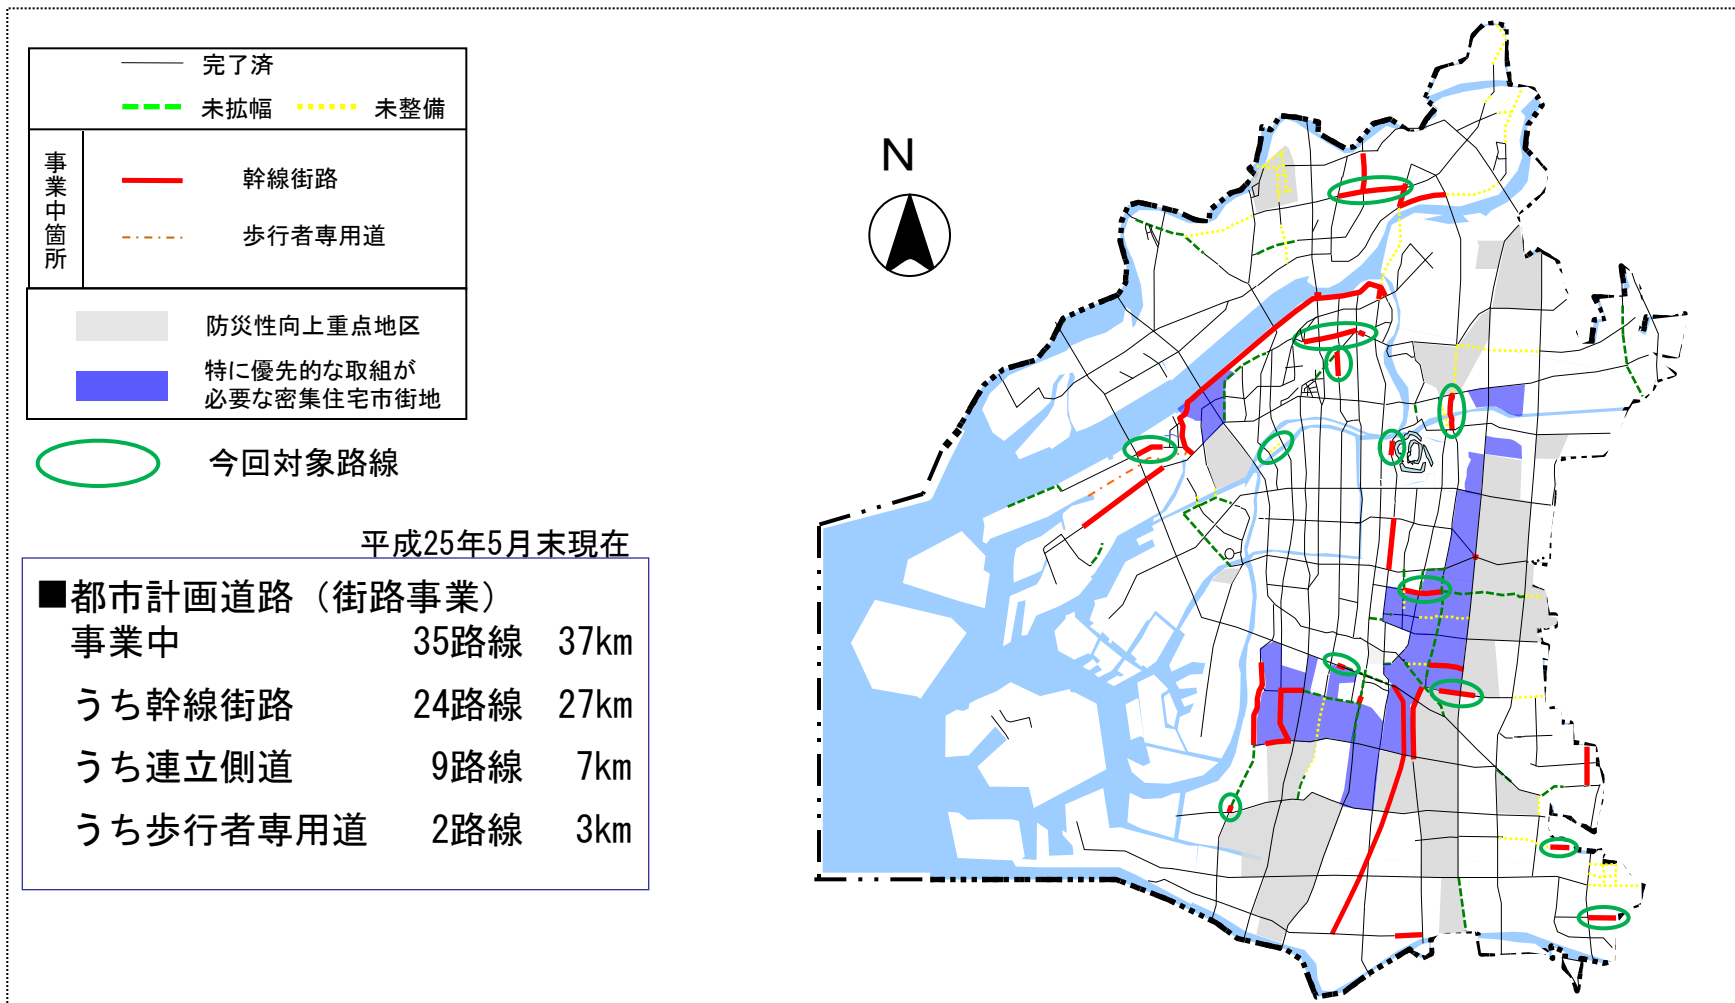 完了済
未拡幅 未整備
事業中箇所
幹線街路
歩行者専用道
防災性向上重点地区
特に優先的な取組が
必要な密集住宅市街地
今回対象路線
N
平成25年5月末現在
■都市計画道路（街路事業）
事業中 35路線 37km
うち幹線街路 24路線 27km
うち連立側道 9路線 7km
うち歩行者専用道 2路線 3km